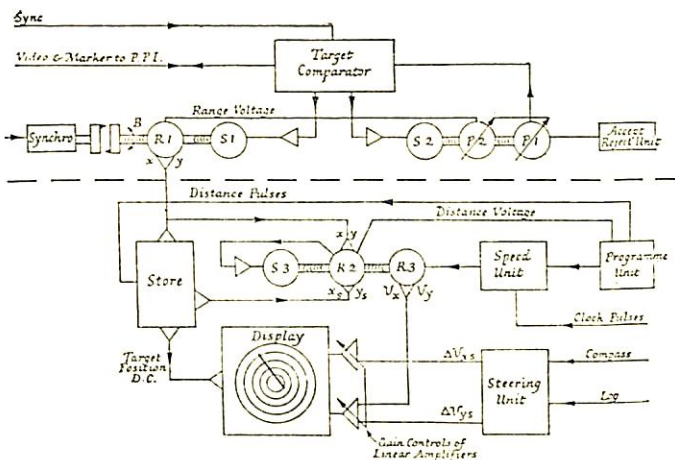 Sync
Video & Marker to P.P.I.
Target
Comparator
Range Voltage
B
Synchro
R1
S1
S2
P2
P1
Accept
Reject Unit
x y
Distance Pulses
Distance Voltage
x y
Store
S3
R2
R3
Speed
Unit
Programme
Unit
xs ys
Vx Vy
Clock Pulses
Display
Target
Position
D.C.
ΔVxs
ΔVys
Steering
Unit
Compass
Log
Gain Controls of
Linear Amplifiers